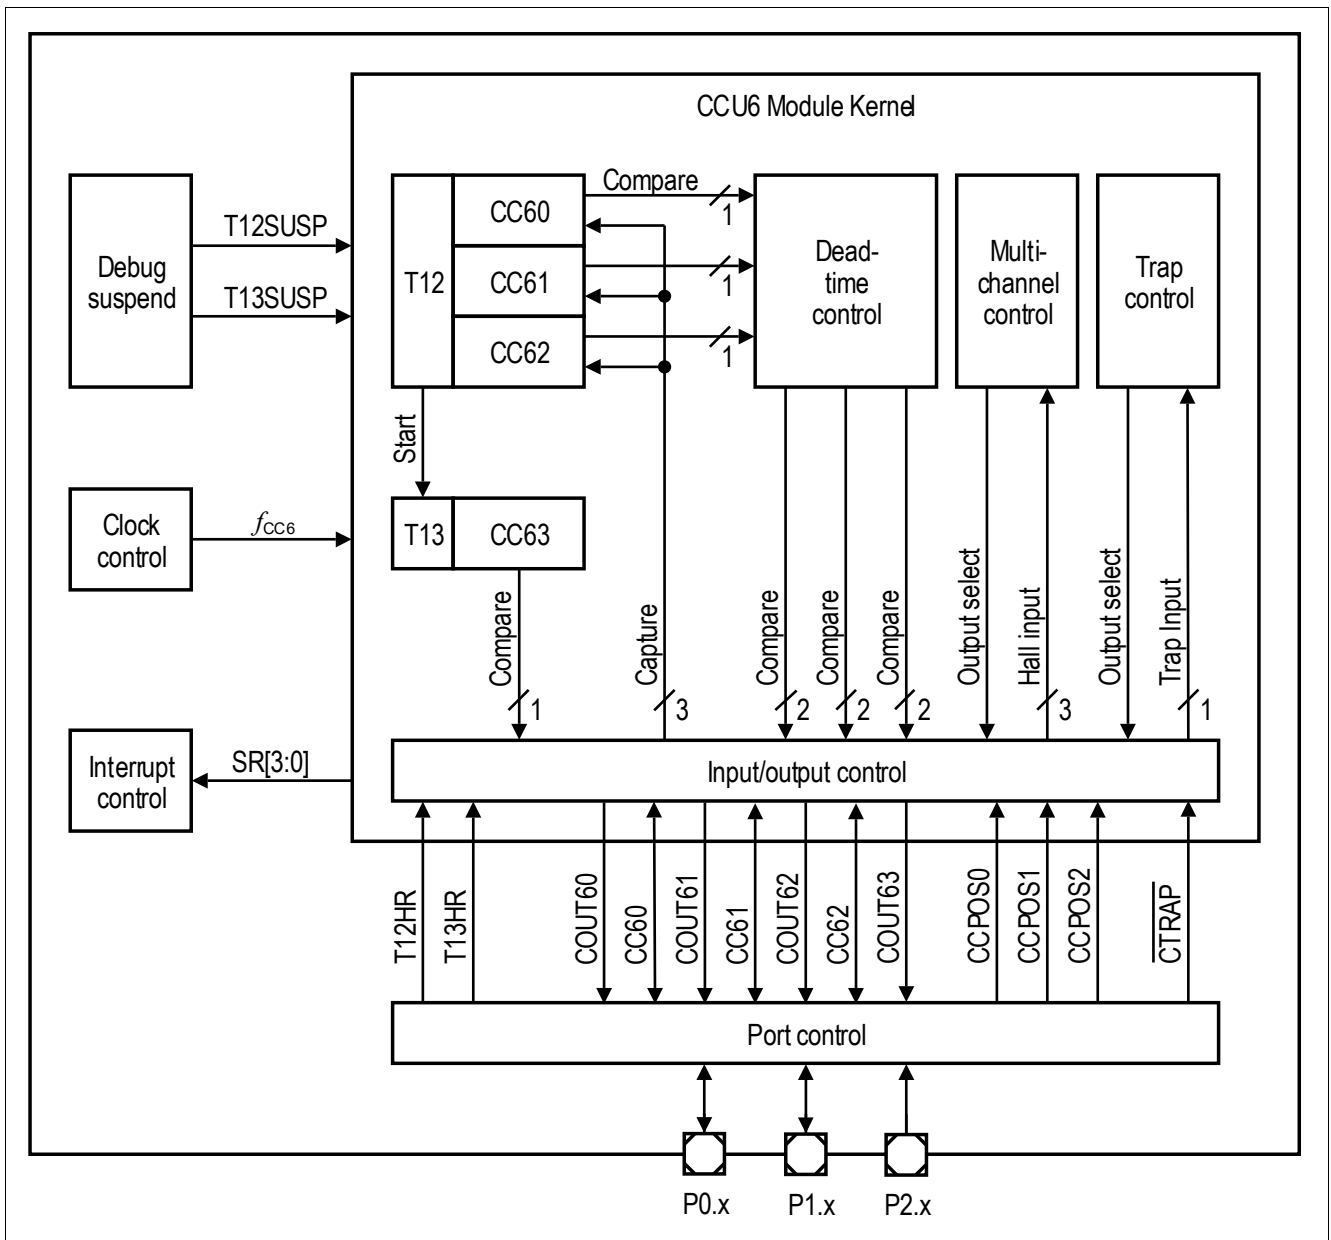 CCU6 Module Kernel
Debug
suspend
T12SUSP
T13SUSP
T12
CC60
CC61
CC62
Compare
1
1
1
Dead-
time
control
Multi-
channel
control
Trap
control
Start
T13
CC63
Clock
control
fCC6
Compare
1
Capture
3
Compare
2
Compare
2
Compare
2
Output select
Hall input
3
Output select
Trap Input
1
Interrupt
control
SR[3:0]
Input/output control
T12HR
T13HR
COUT60
CC60
COUT61
CC61
COUT62
CC62
COUT63
CCPOS0
CCPOS1
CCPOS2
CTRAP
Port control
P0.x
P1.x
P2.x